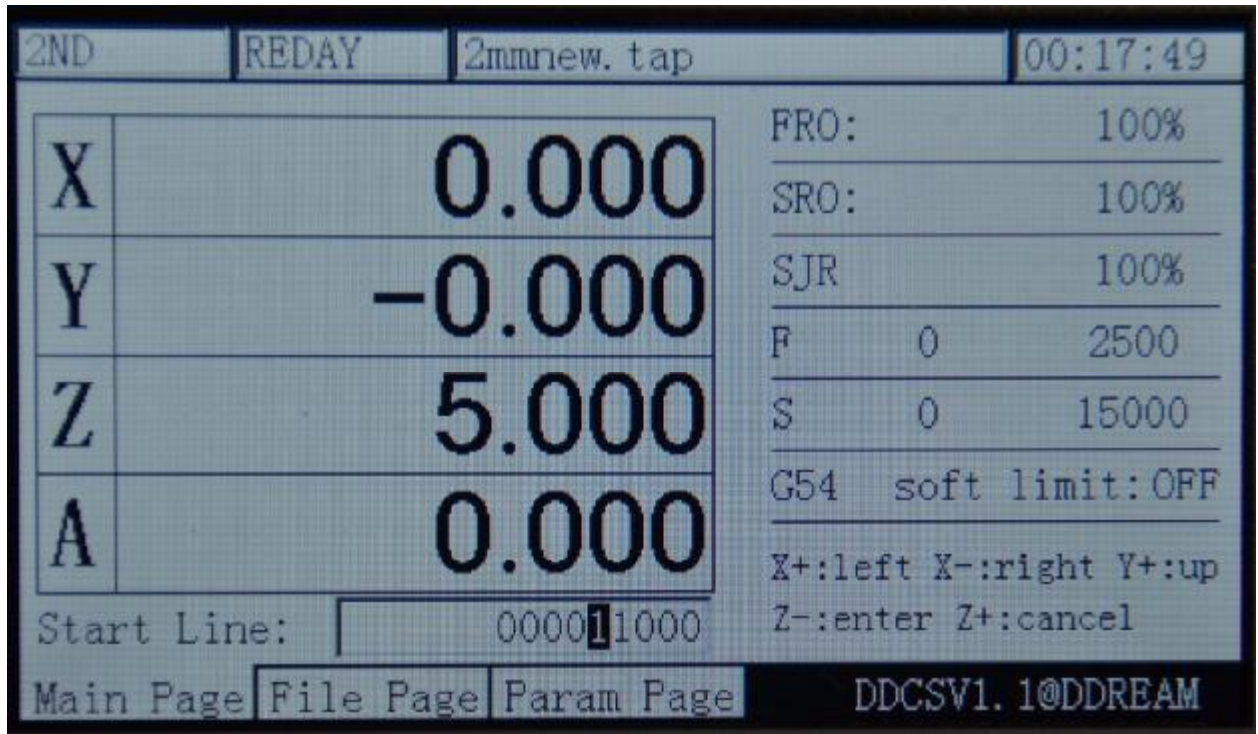 2ND REDAY 2mmnew.tap 00:17:49
X 0.000
Y -0.000
Z 5.000
A 0.000
FRO: 100%
SRO: 100%
SJR 100%
F 0 2500
S 0 15000
G54 soft limit:OFF
X+:left X-:right Y+:up
Z-:enter Z+:cancel
Start Line: 000011000
Main Page File Page Param Page DDCSV1.1@DDREAM